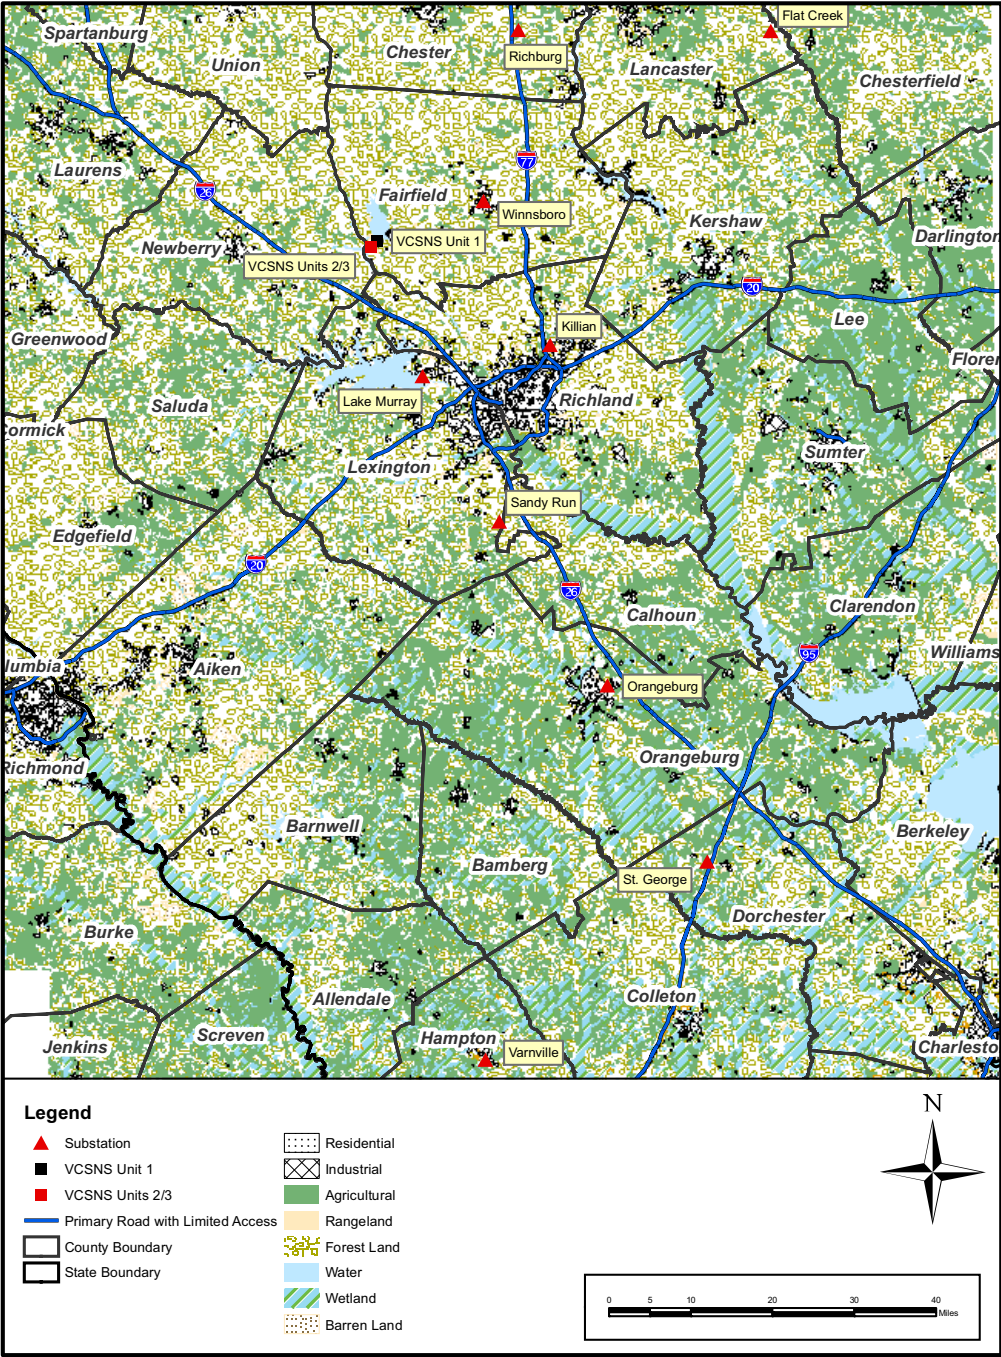 Flat Creek
Spartanburg
Chester
Union
Richburg
Lancaster
Chesterfield
77
Laurens
26
Fairfield
Winnsboro
Kershaw
Newberry
VCSNS Unit 1
Darlington
VCSNS Units 2/3
20
Killian
Lee
Greenwood
Floren
Lake Murray
Saluda
Richland
ormick
Sumter
Lexington
Sandy Run
Edgefield
20
26
Clarendon
Calhoun
95
Williams
lumbia
Aiken
Orangeburg
Orangeburg
Richmond
Barnwell
Berkeley
Bamberg
St. George
Dorchester
Burke
Allendale
Colleton
Screven
Hampton
Jenkins
Varnville
Charlesto
Legend
Substation
VCSNS Unit 1
VCSNS Units 2/3
Primary Road with Limited Access
County Boundary
State Boundary
Residential
Industrial
Agricultural
Rangeland
Forest Land
Water
Wetland
Barren Land
N
0 5 10 20 30 40
Miles